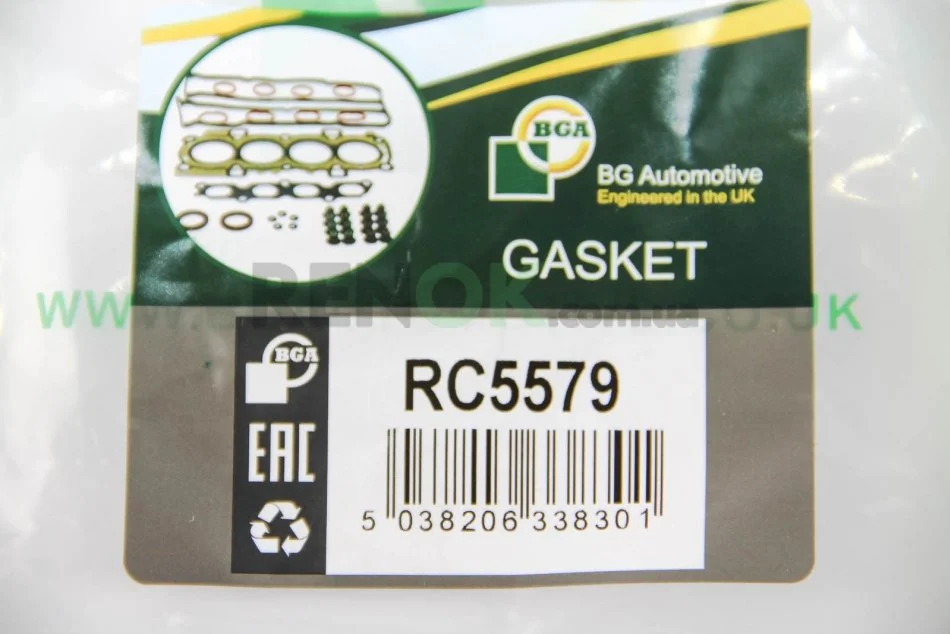 BGA
BG Automotive
Engineered in the UK
GASKET
RENOK.com.ua
WWW. CO.UK
BGA
RC5579
EAC
5 038206 338301